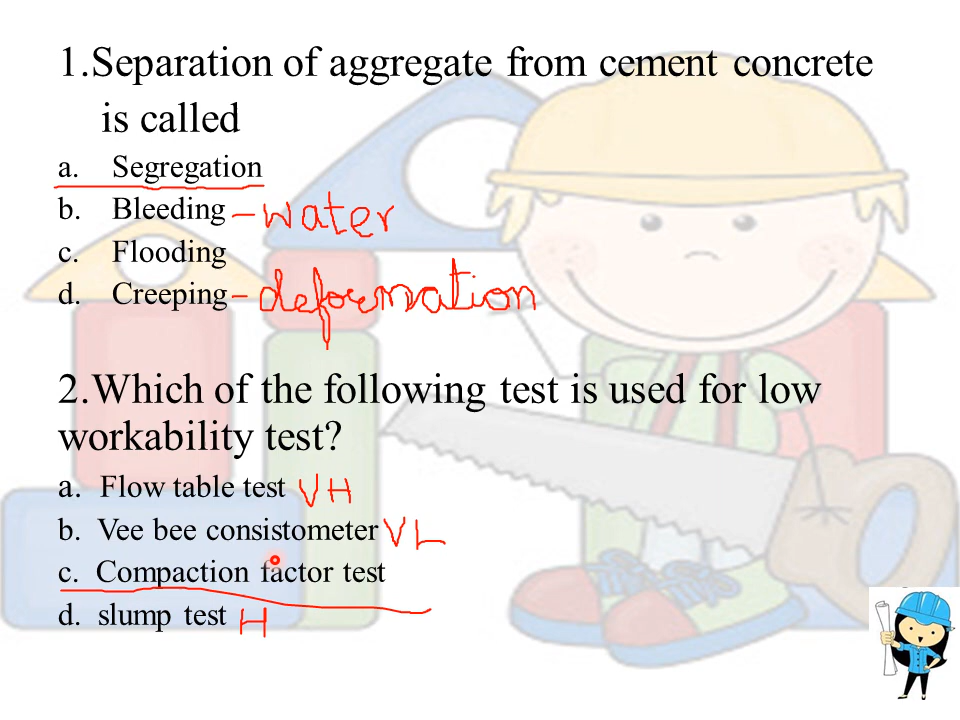 1.Separation of aggregate from cement concrete
is called
a. Segregation
b. Bleeding - water
c. Flooding
d. Creeping - deformation
2.Which of the following test is used for low
workability test?
a. Flow table test VH
b. Vee bee consistometer VL
c. Compaction factor test
d. slump test H